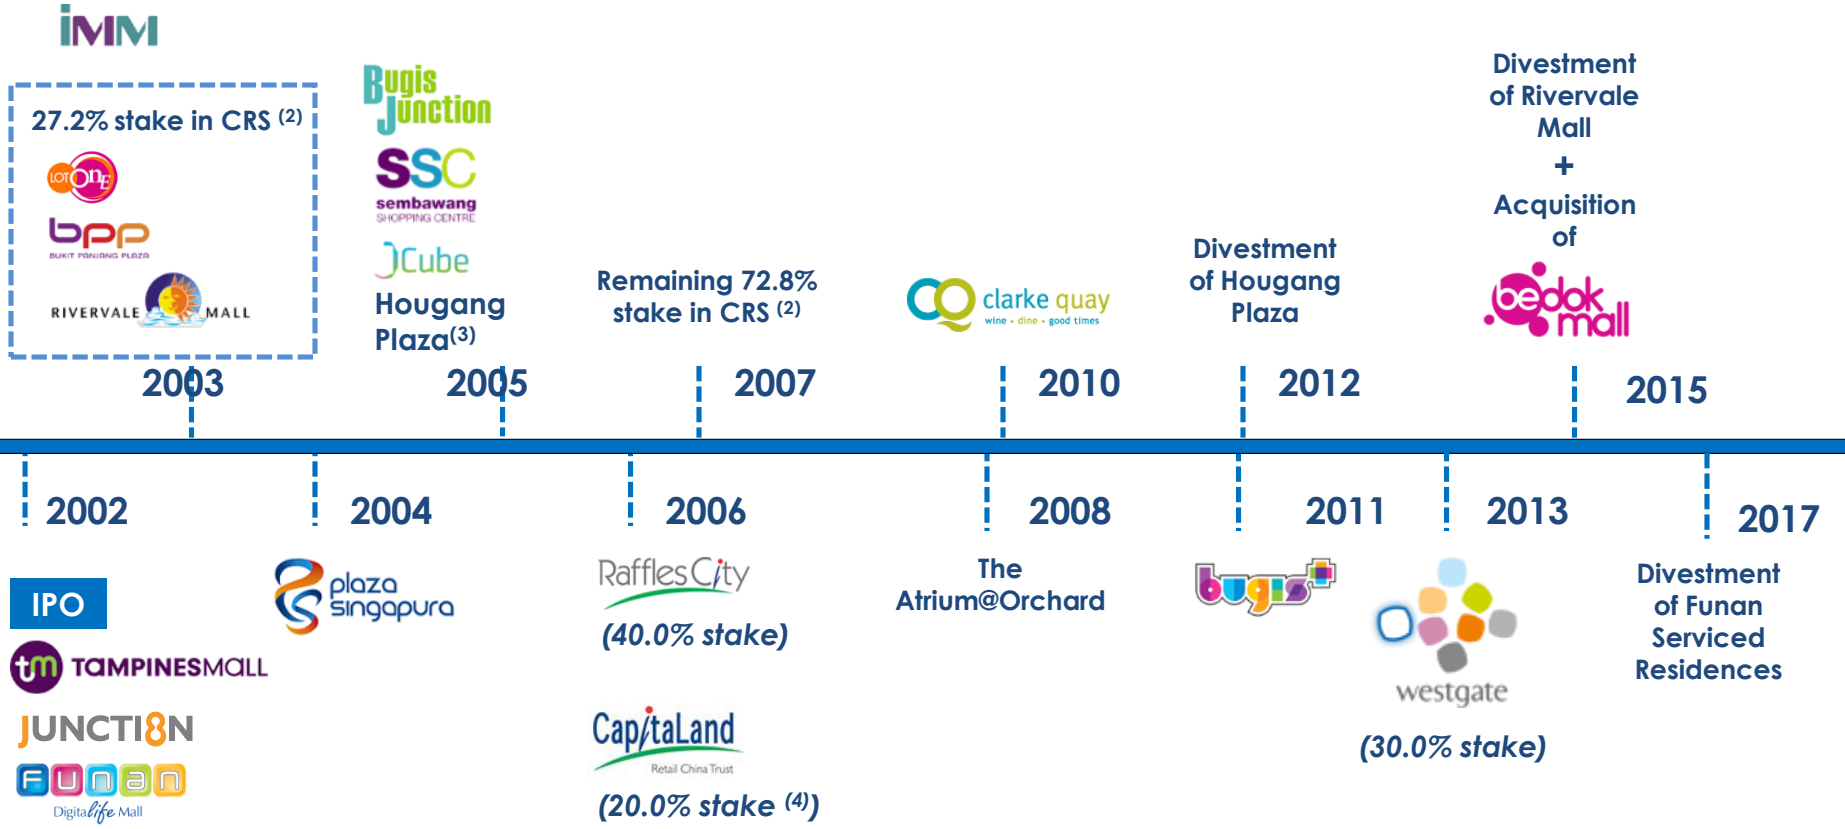 IMM
27.2% stake in CRS (2)
LOT OnE
bpp
BUKIT PANJANG PLAZA
RIVERVALE MALL
2003
Bugis
Junction
SSC
sembawang
SHOPPING CENTRE
JCube
Hougang
Plaza(3)
2005
Remaining 72.8%
stake in CRS (2)
2007
clarke quay
wine - dine - good times
2010
Divestment
of Hougang
Plaza
2012
Divestment
of Rivervale
Mall
+
Acquisition
of
bedok
mall
2015
2002
IPO
tm TAMPINESMALL
JUNCTI8N
FUNAN
Digitalife Mall
2004
plaza
singapura
2006
Raffles City
(40.0% stake)
CapitaLand
Retail China Trust
(20.0% stake (4))
2008
The
Atrium@Orchard
2011
bugis+
2013
westgate
(30.0% stake)
2017
Divestment
of Funan
Serviced
Residences